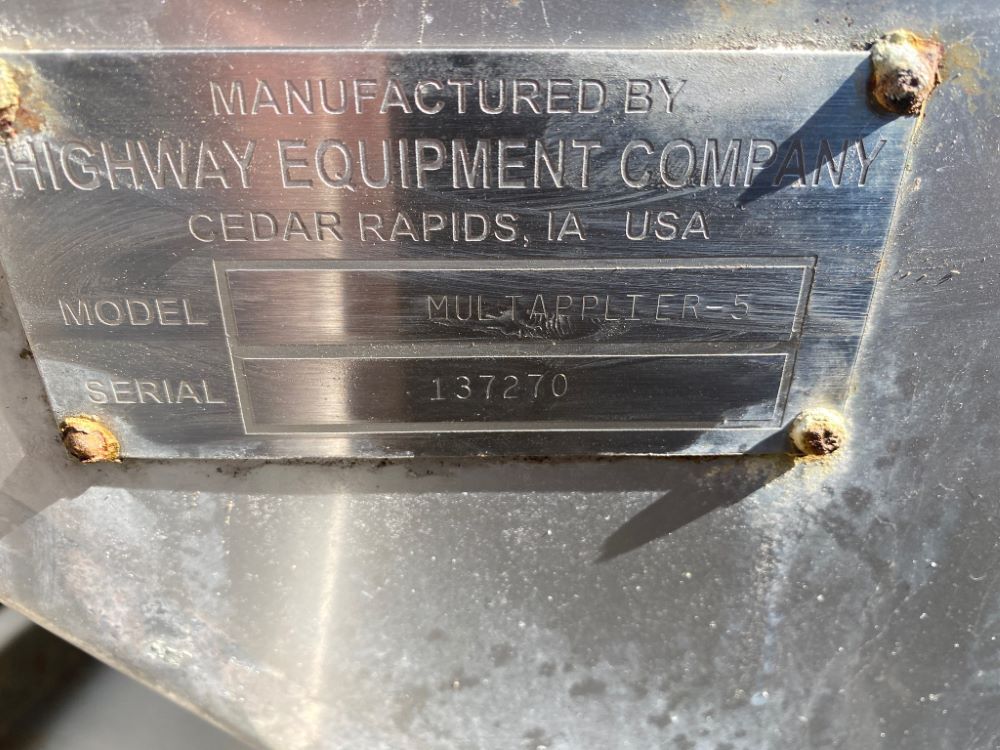 MANUFACTURED BY
HIGHWAY EQUIPMENT COMPANY
CEDAR RAPIDS, IA USA
MODEL MULTAPPLIER-5
SERIAL 137270